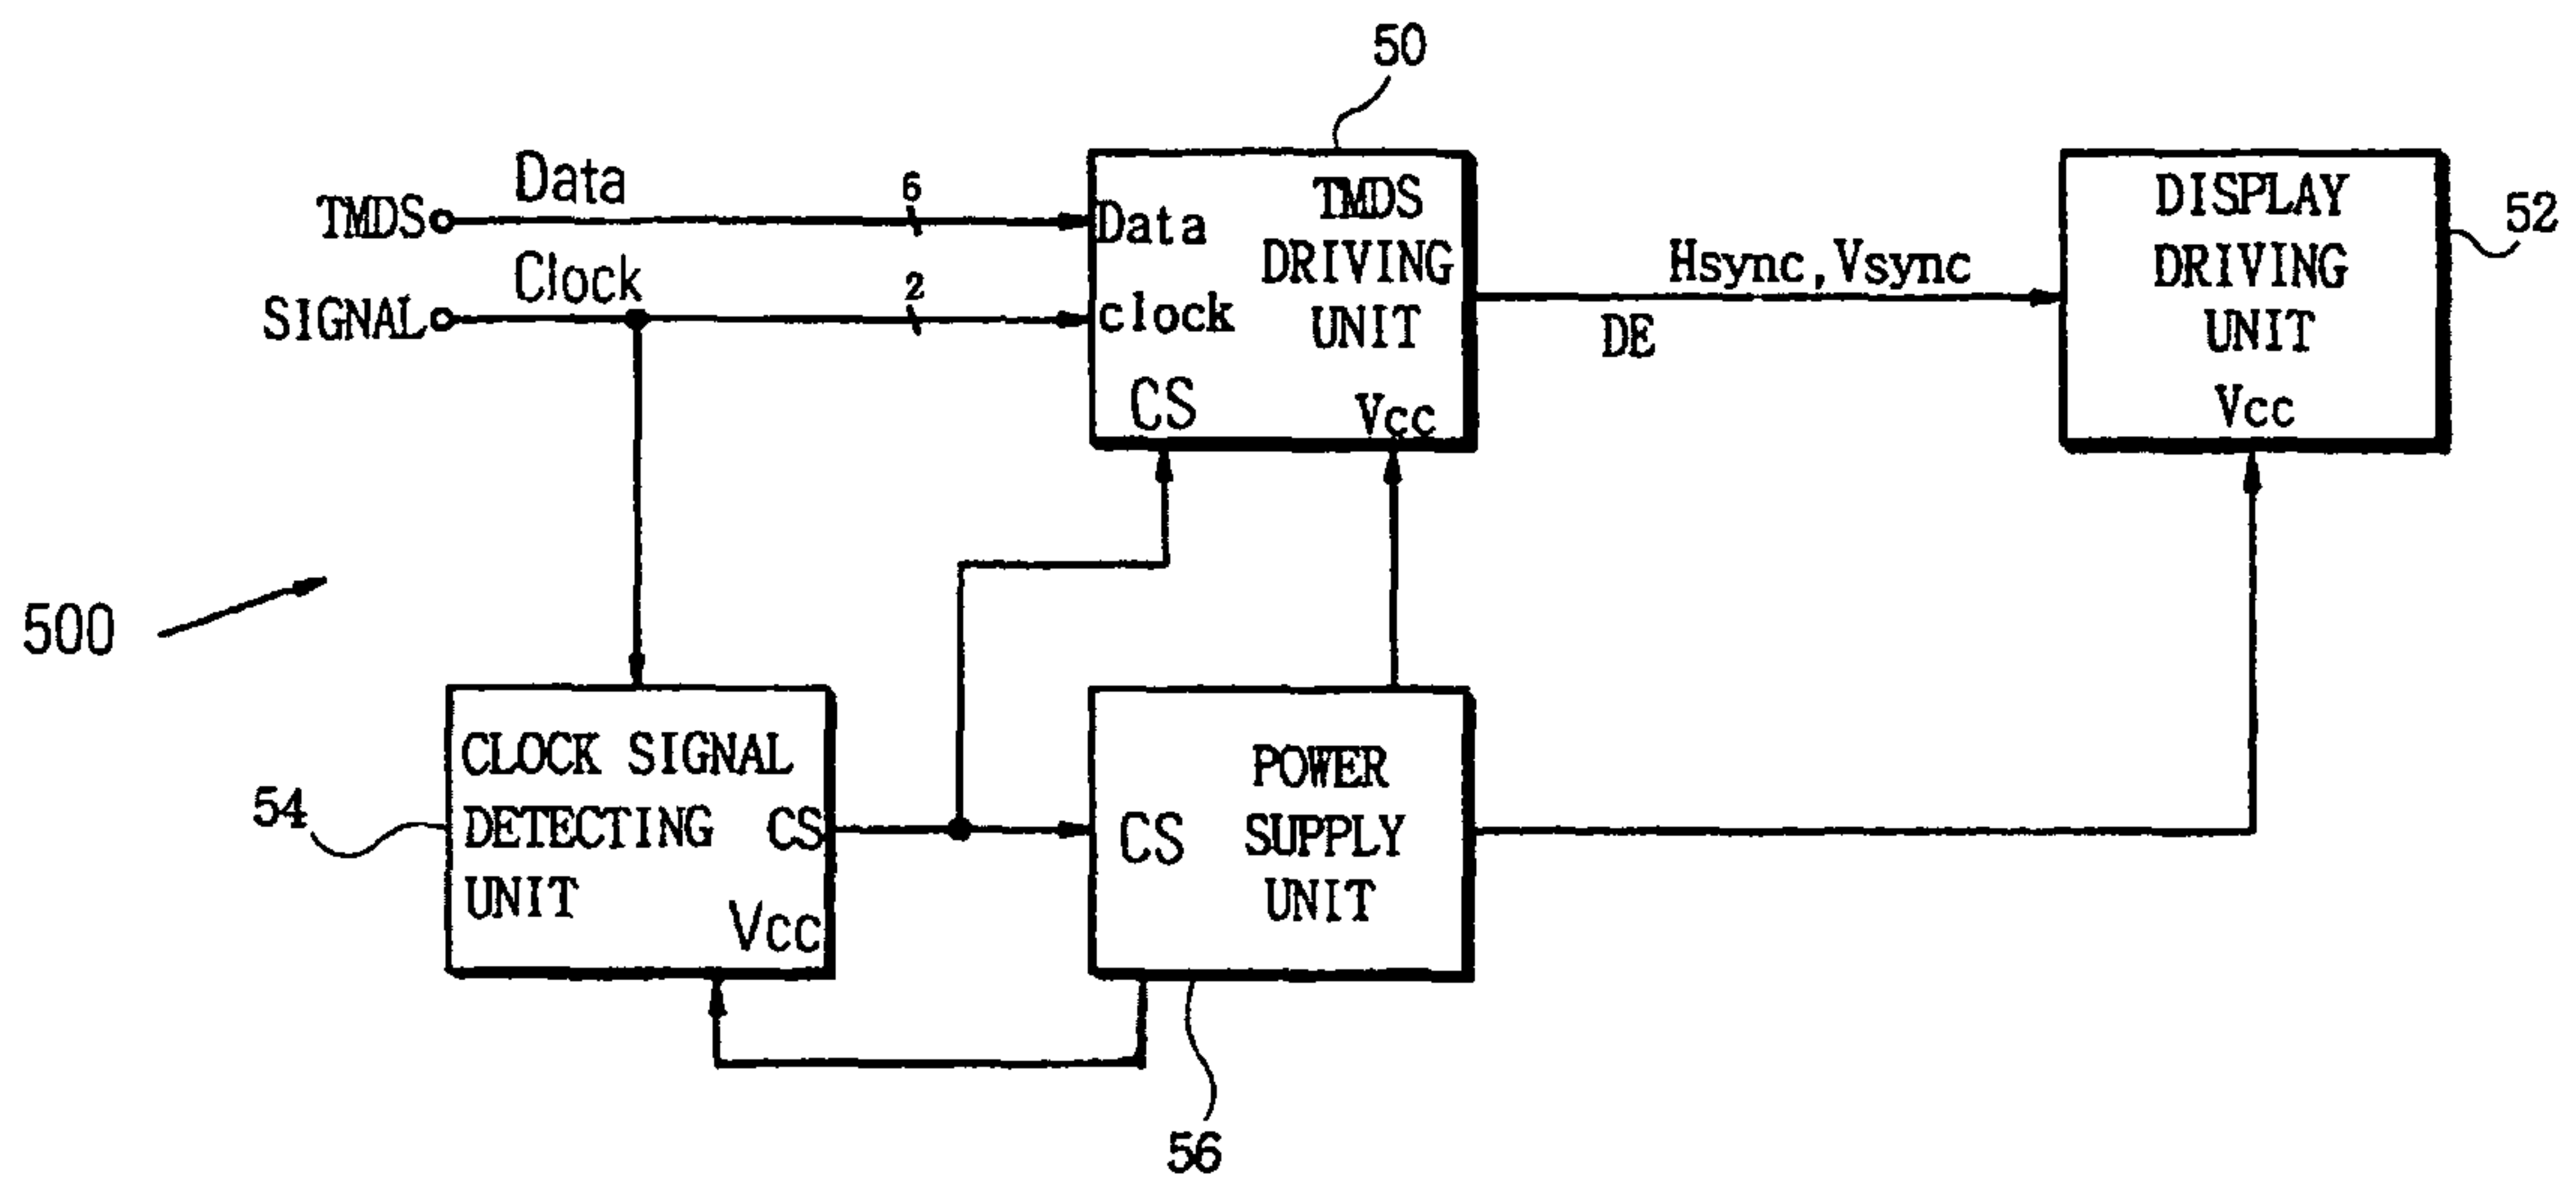 50
TMDS
Data
6
Data
TMDS
DRIVING
UNIT
DISPLAY
DRIVING
UNIT
52
SIGNAL
Clock
2
clock
Hsync,Vsync
DE
CS
Vcc
Vcc
500
CLOCK SIGNAL
DETECTING
UNIT
CS
Vcc
54
CS
POWER
SUPPLY
UNIT
56